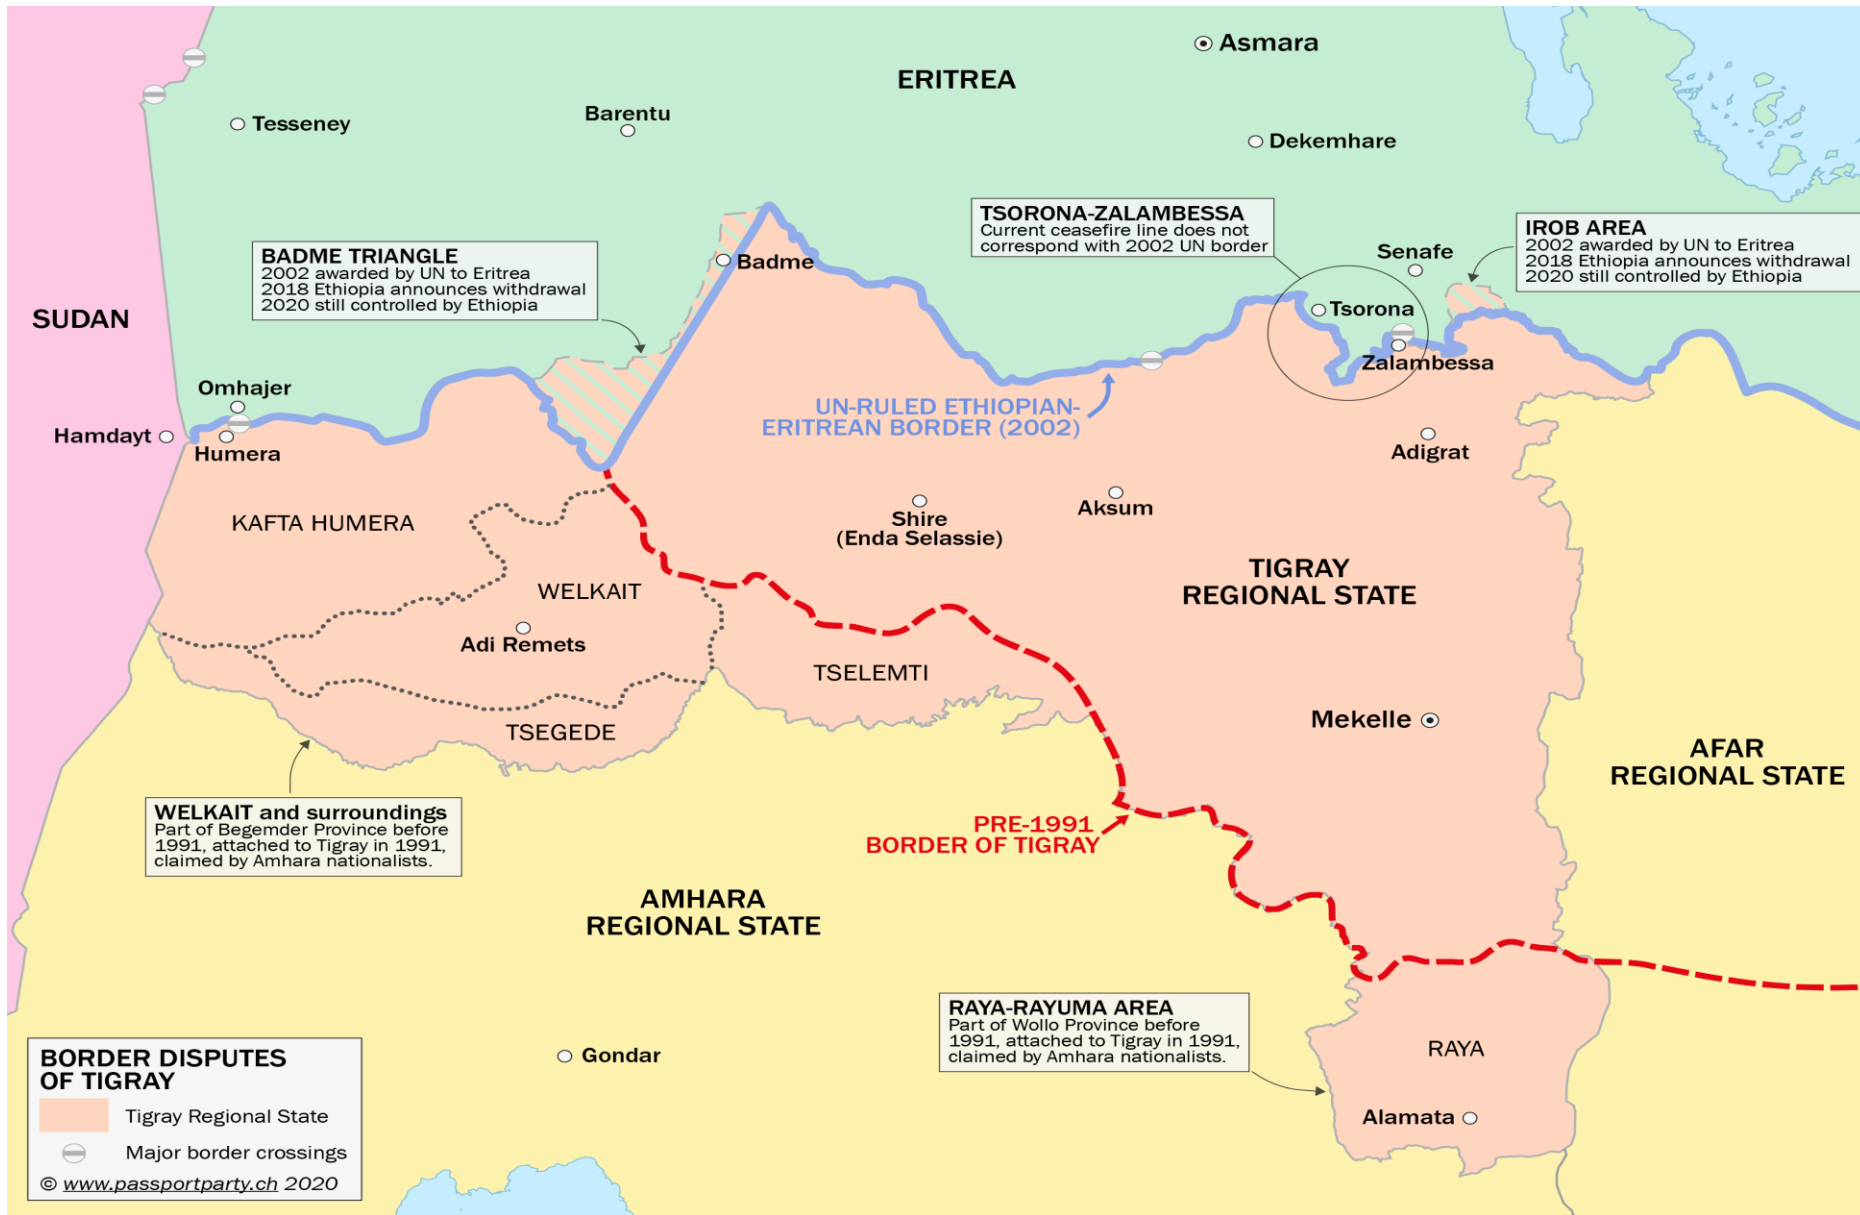 Asmara
ERITREA
Tesseney
Barentu
Dekemhare
TSORONA-ZALAMBESSA
Current ceasefire line does not
correspond with 2002 UN border
IROB AREA
2002 awarded by UN to Eritrea
2018 Ethiopia announces withdrawal
2020 still controlled by Ethiopia
BADME TRIANGLE
2002 awarded by UN to Eritrea
2018 Ethiopia announces withdrawal
2020 still controlled by Ethiopia
Badme
Senafe
SUDAN
Tsorona
Zalambessa
Omhajer
Hamdayt
Humera
UN-RULED ETHIOPIAN-
ERITREAN BORDER (2002)
Adigrat
KAFTA HUMERA
Shire
(Enda Selassie)
Aksum
TIGRAY
REGIONAL STATE
WELKAIT
Adi Remets
TSELEMTI
TSEGEDE
Mekelle
AFAR
REGIONAL STATE
WELKAIT and surroundings
Part of Begemder Province before
1991, attached to Tigray in 1991,
claimed by Amhara nationalists.
PRE-1991
BORDER OF TIGRAY
AMHARA
REGIONAL STATE
RAYA-RAYUMA AREA
Part of Wollo Province before
1991, attached to Tigray in 1991,
claimed by Amhara nationalists.
RAYA
Alamata
Gondar
BORDER DISPUTES
OF TIGRAY
Tigray Regional State
Major border crossings
© www.passportparty.ch 2020